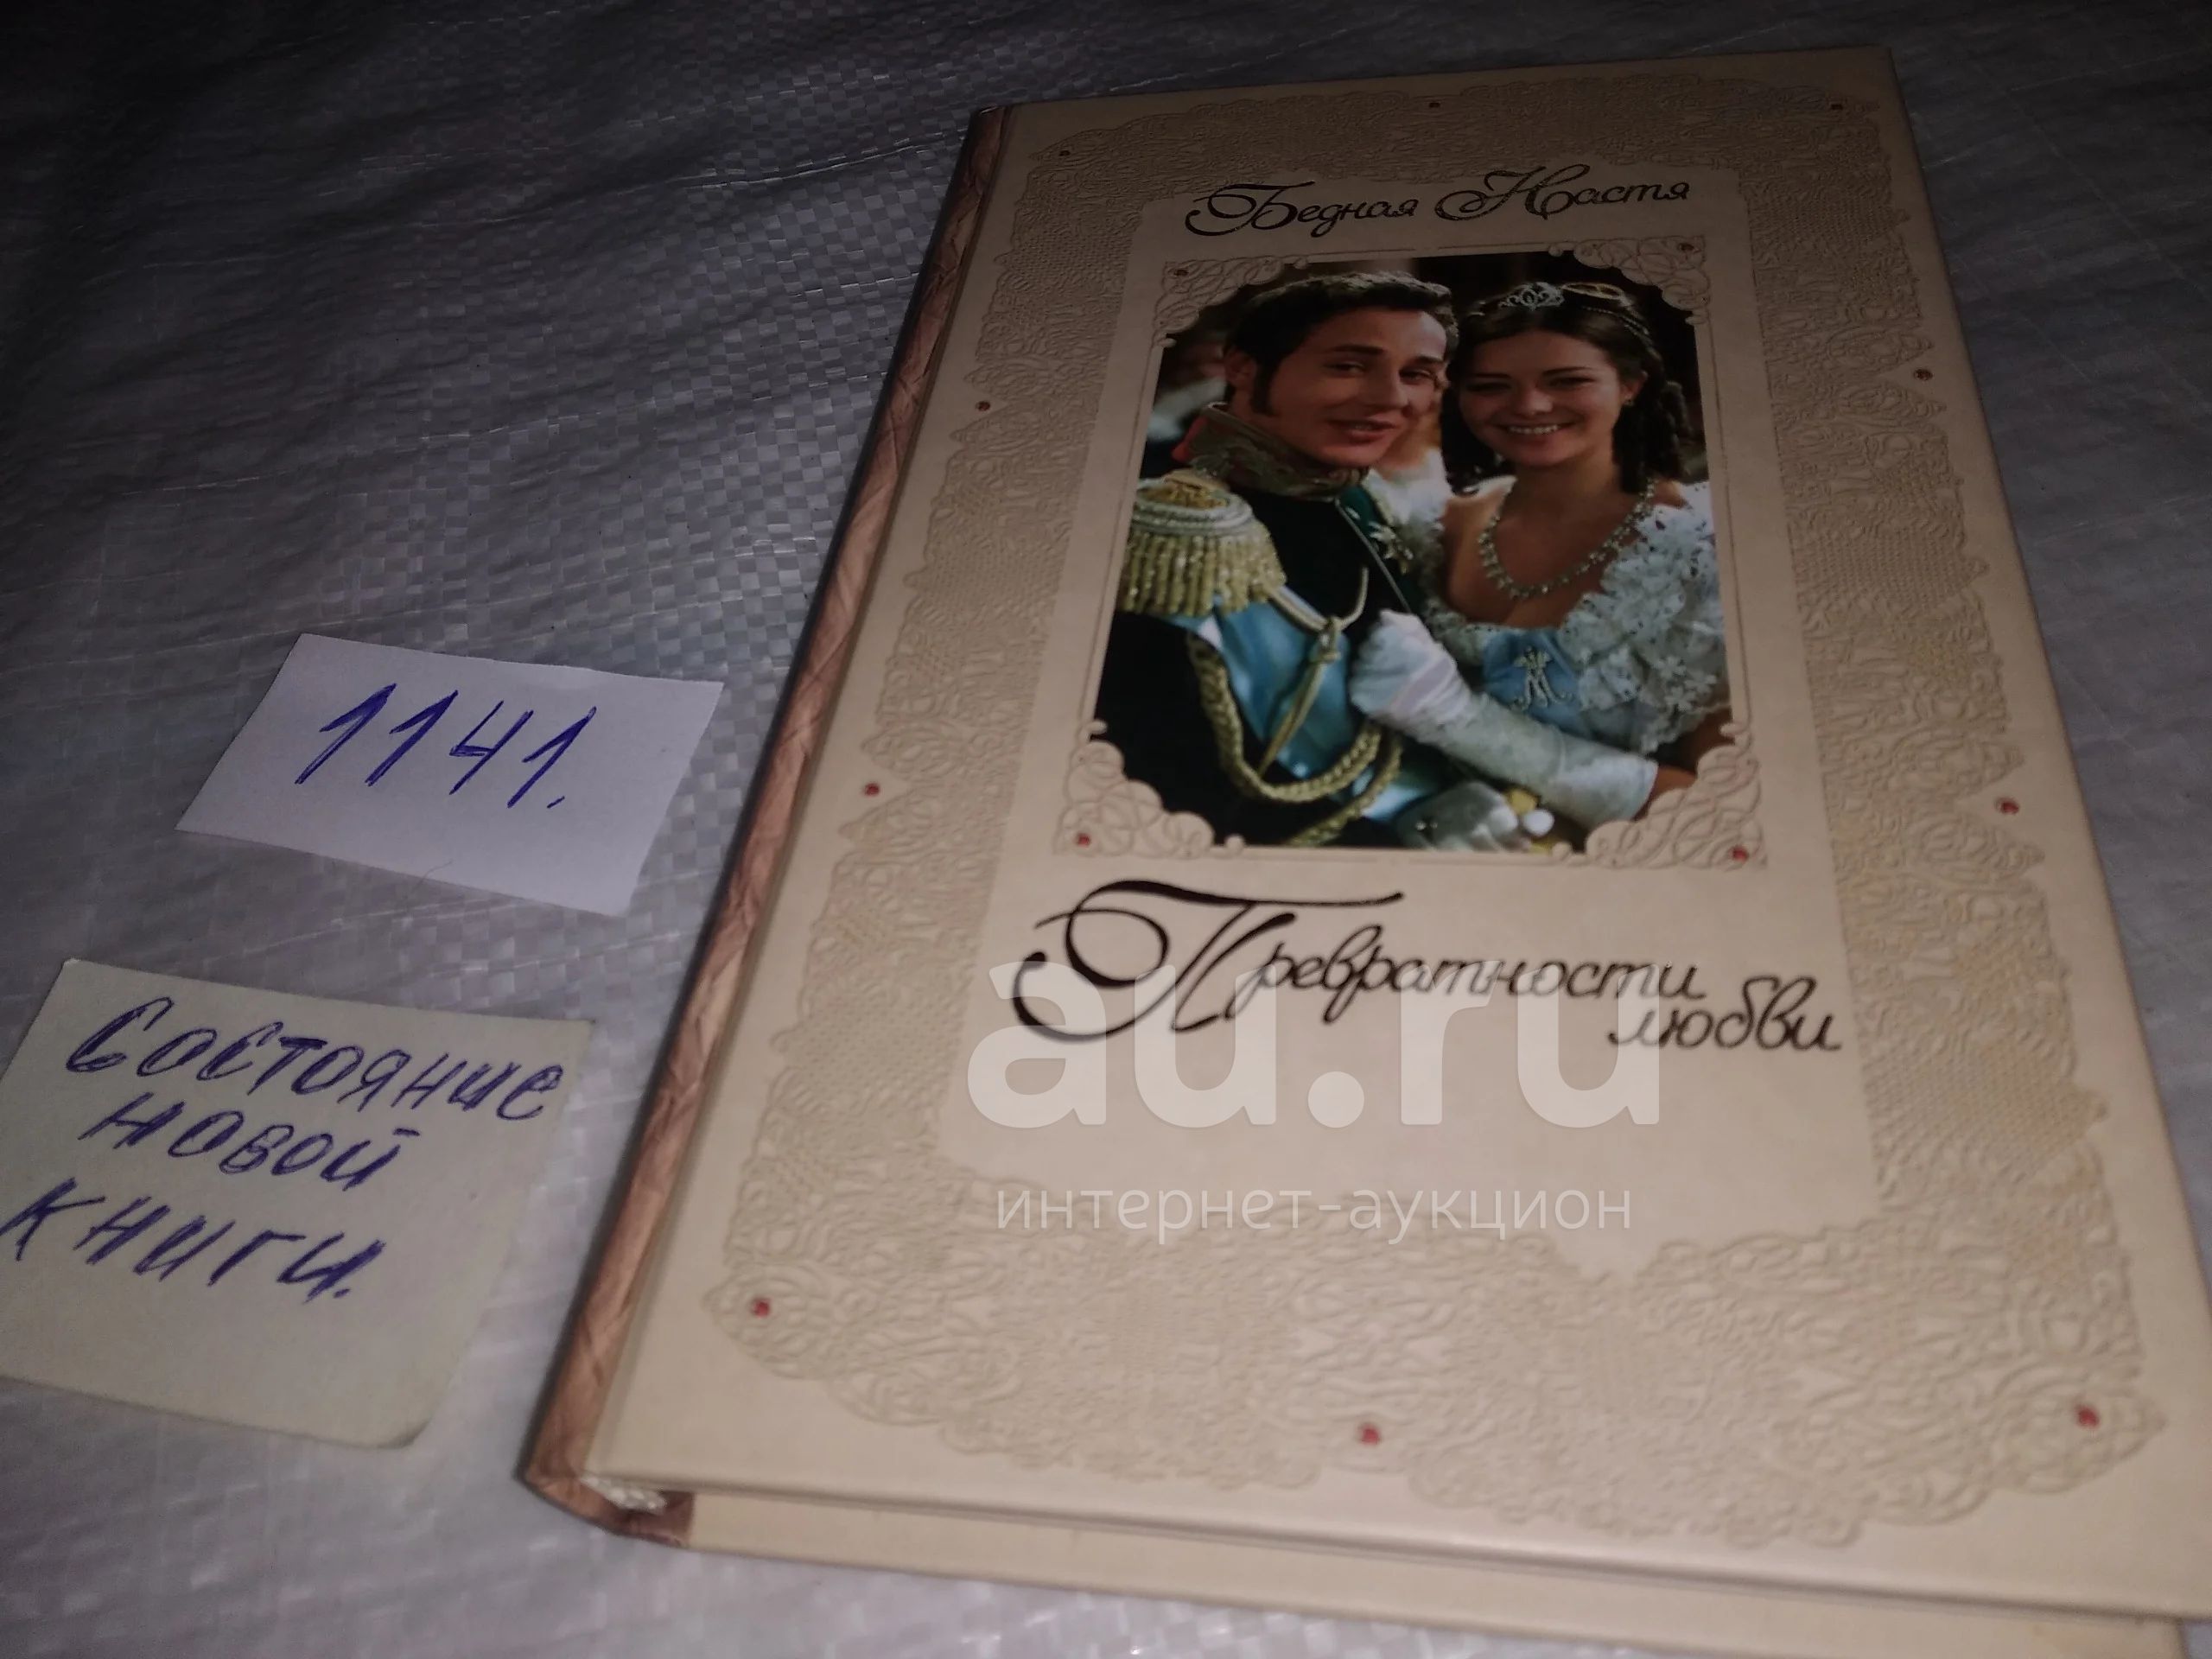 Бедная Настя
Превратности
любви
1141.
Состояние
новой
книги.
au.ru
интернет-аукцион